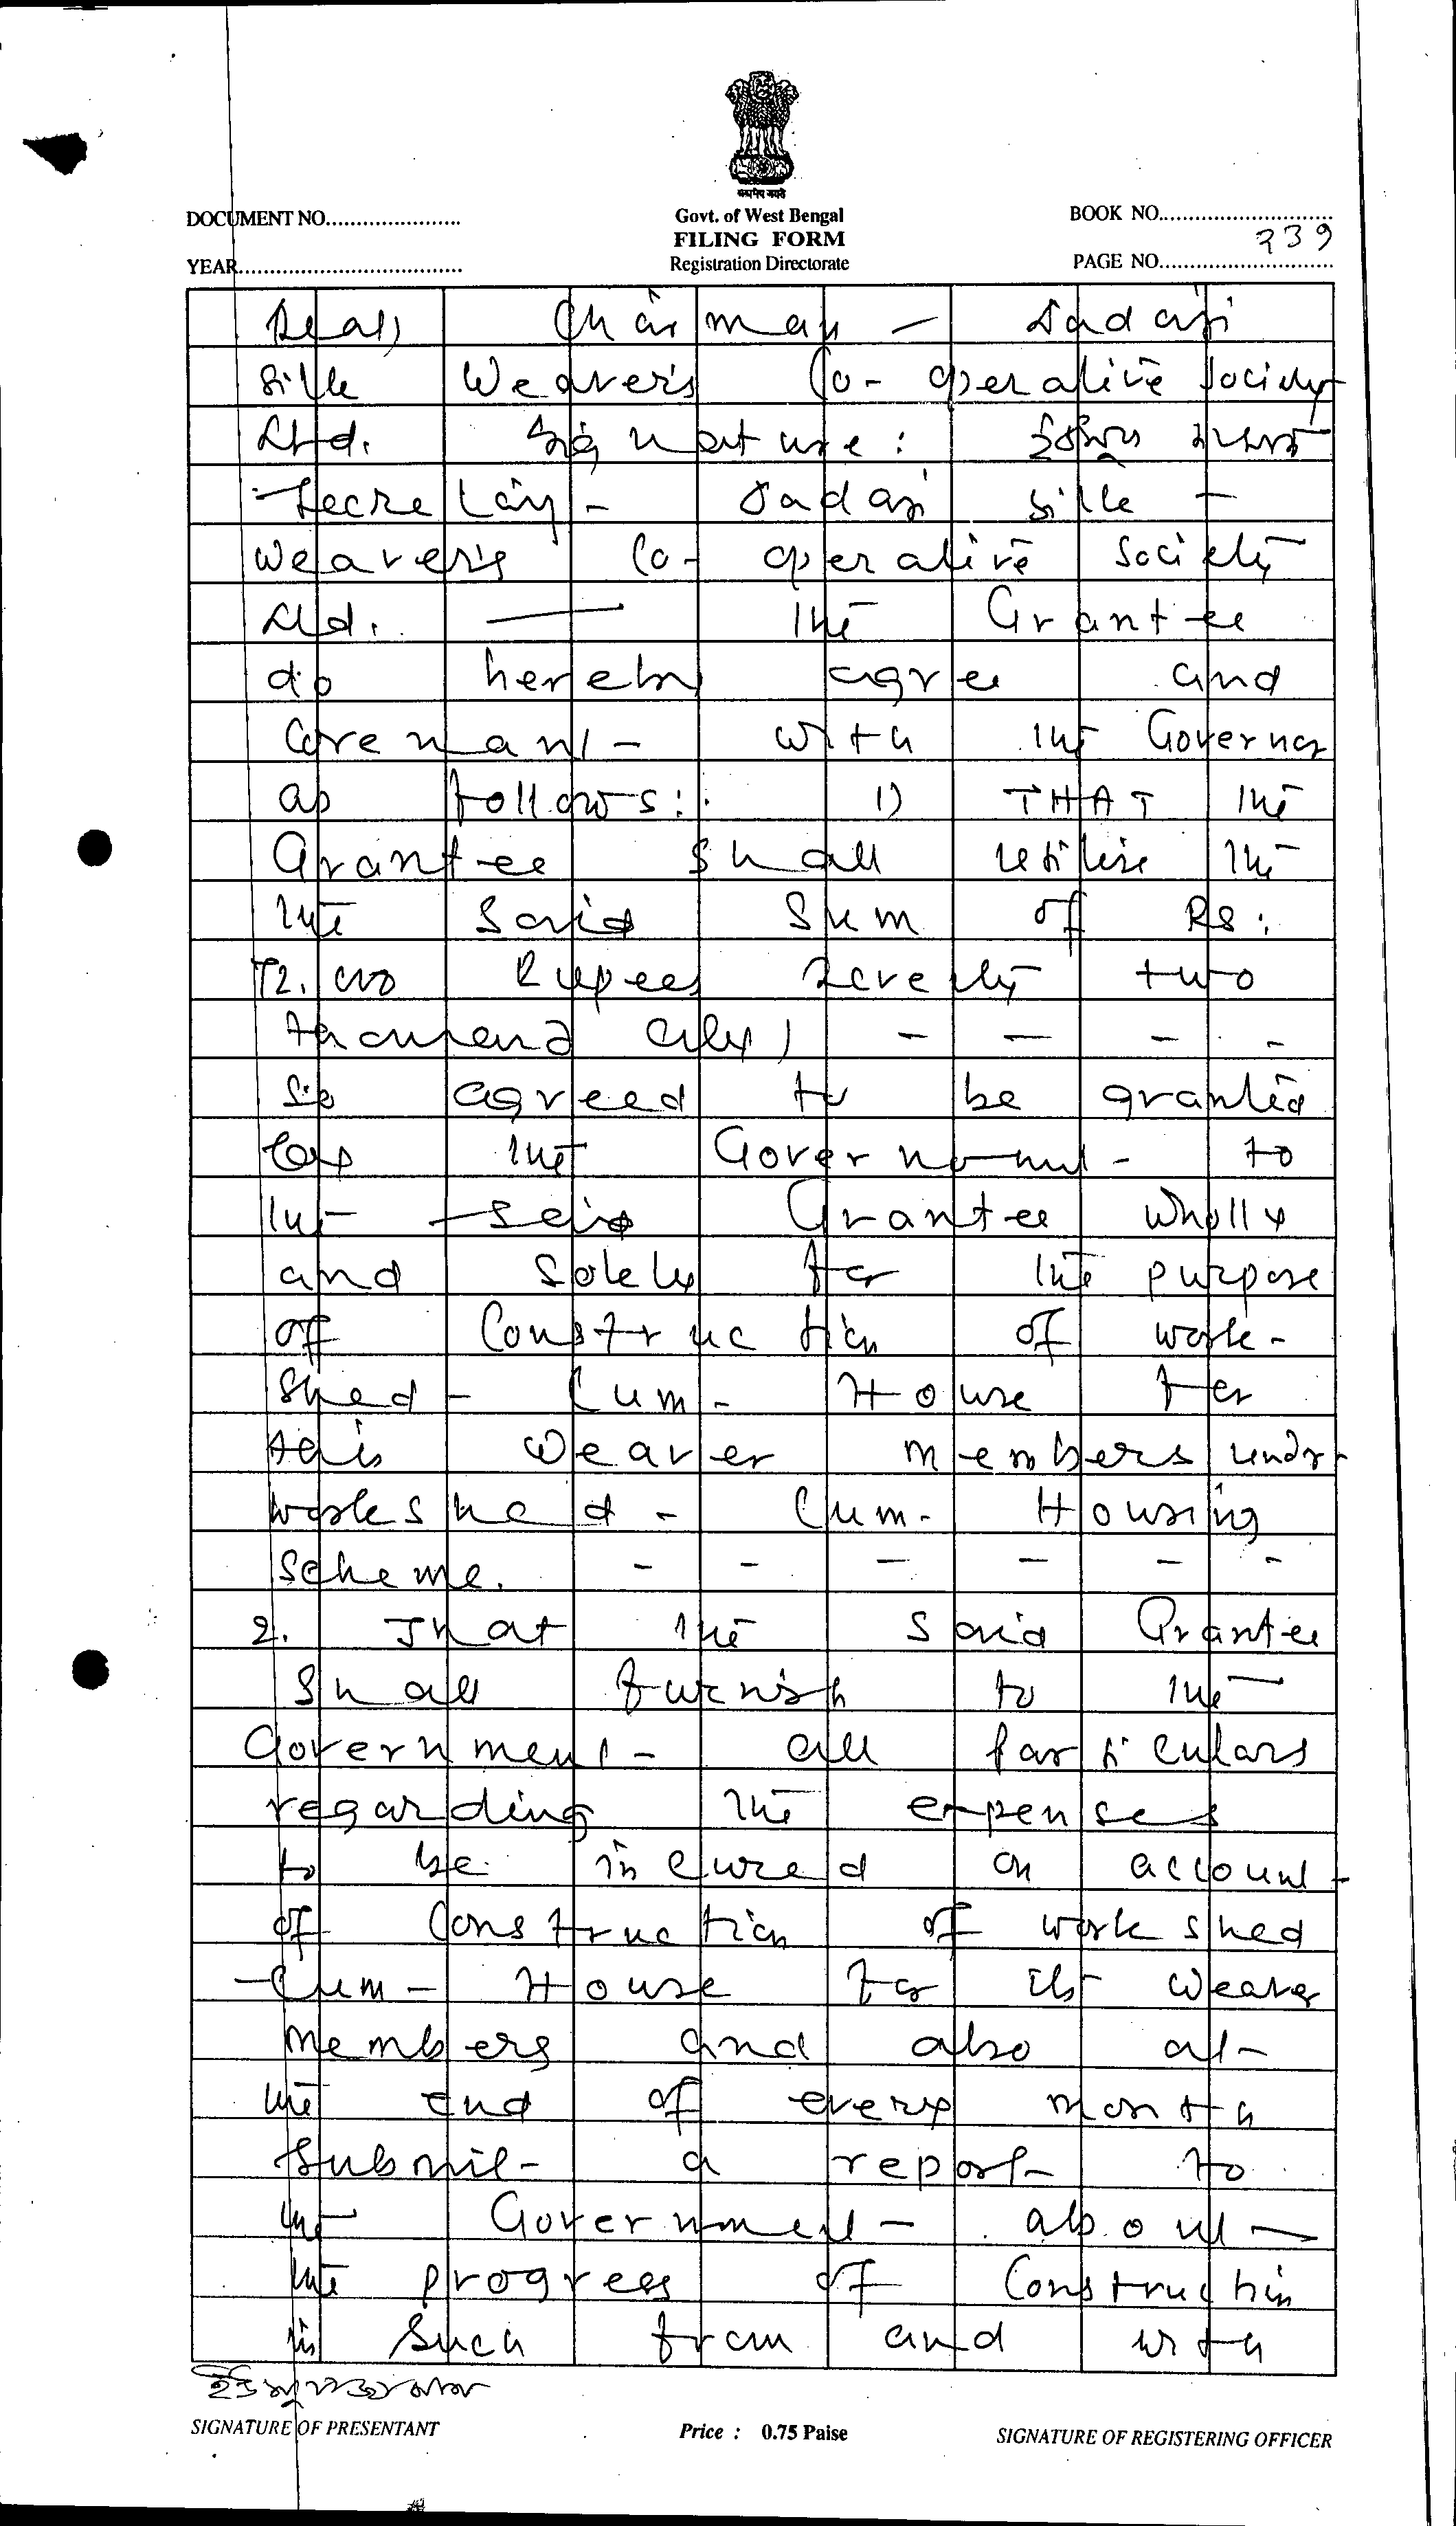 सत्यमेव जयते
Govt. of West Bengal
FILING FORM
Registration Directorate
DOCUMENT NO.
YEAR
BOOK NO.
PAGE NO. 239
Seal) Chairman - Dadaji
Silk Weaver's Co-operative Society
Ltd. Signature:
Secretary - Dadaji Silk -
Weaver's Co-operative Society
Ltd. — The Grantee
do hereby agree and
Covenant - with the Governor
as follows: 1) THAT the
Grantee shall utilise the
the said sum of Rs:
72,000 Rupees Seventy two
thousand only) - - - -
so agreed to be granted
by the Government - to
the said Grantee wholly
and solely for the purpose
of Construction of work-
shed - Cum - House for
this weaver members under
workshed - Cum - Housing
Scheme. - - - - - -
2. That the said Grantee
Shall furnish to the
Government - all particulars
regarding the expenses
to be incured on account -
of Construction of work shed
-Cum - House for its weaver
members and also at -
the end of every month
Submit - a report - to
the Government - about —
the progress of Construction
in such from and with
SIGNATURE OF PRESENTANT
Price : 0.75 Paise
SIGNATURE OF REGISTERING OFFICER